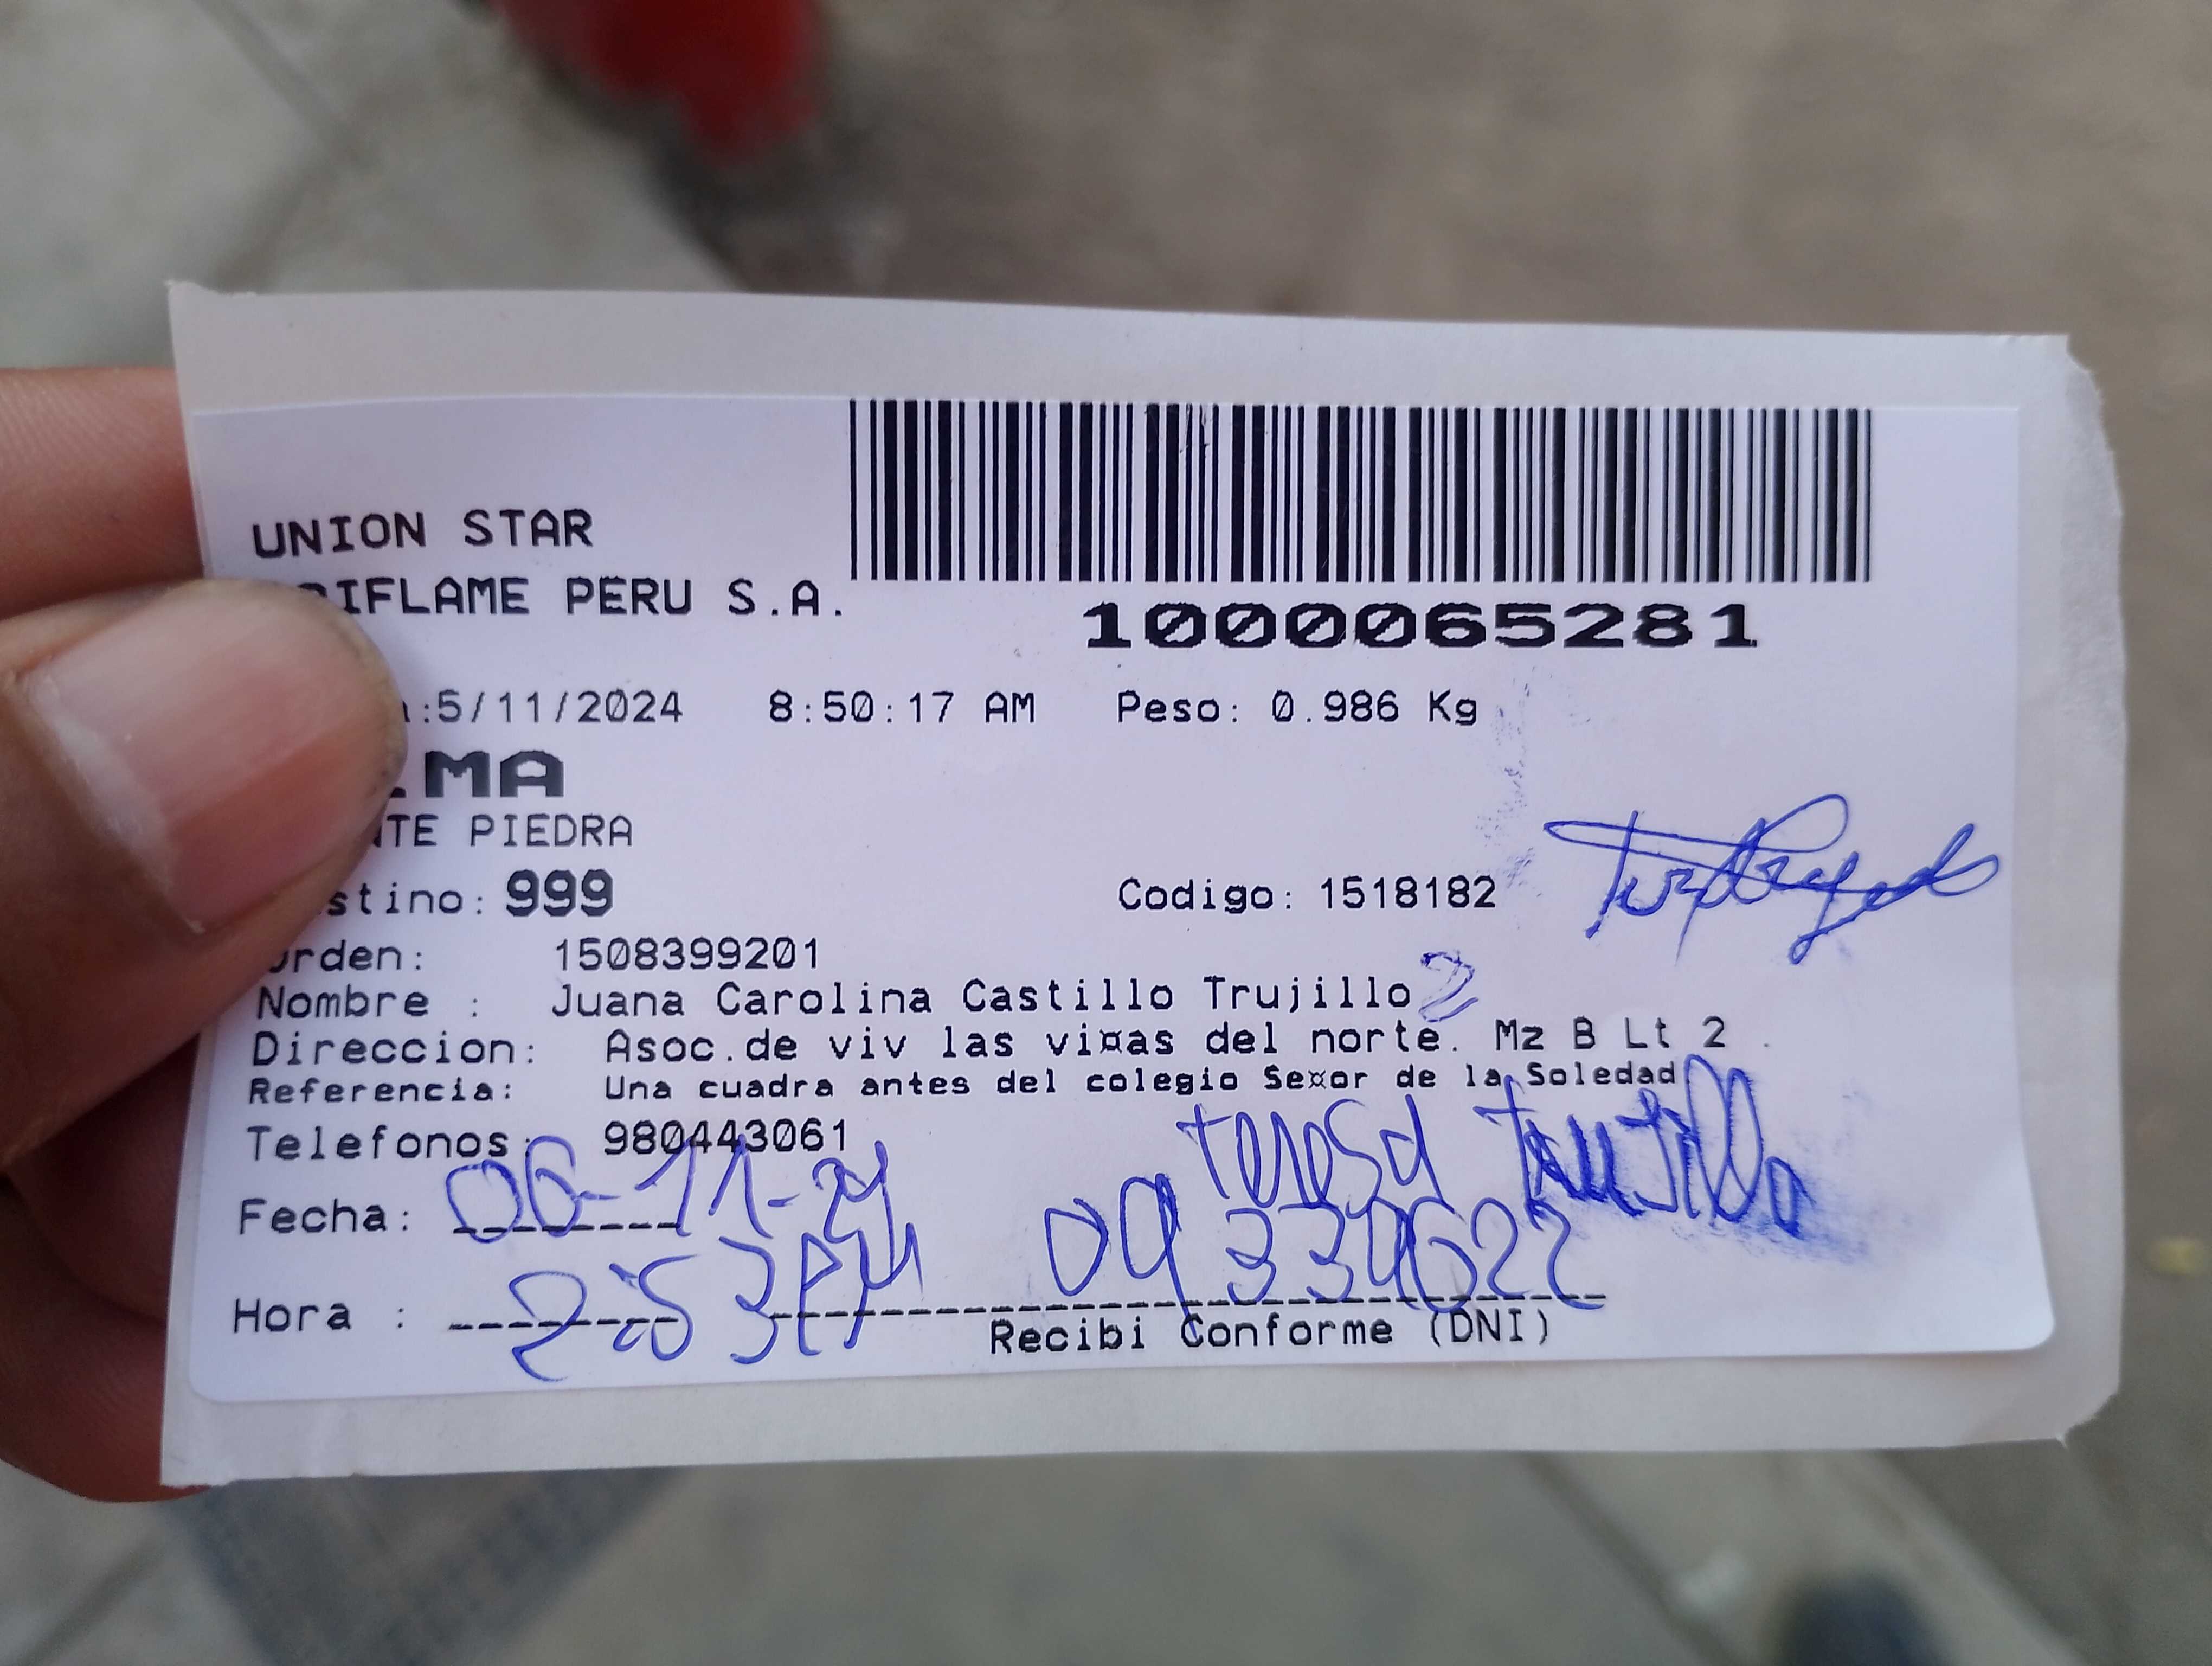 UNION STAR
RIFLAME PERU S.A.
1000065281
:5/11/2024 8:50:17 AM Peso: 0.986 Kg
MA
TE PIEDRA
stino: 999 Codigo: 1518182
rden: 1508399201
Nombre : Juana Carolina Castillo Trujillo 2
Direccion: Asoc.de viv las vi¤as del norte. Mz B Lt 2 .
Referencia: Una cuadra antes del colegio Se¤or de la Soledad
Telefonos: 980443061
teresa Trujillo
Fecha: 06-11-24
09339622
Hora : 2:53 PM
Recibi Conforme (DNI)